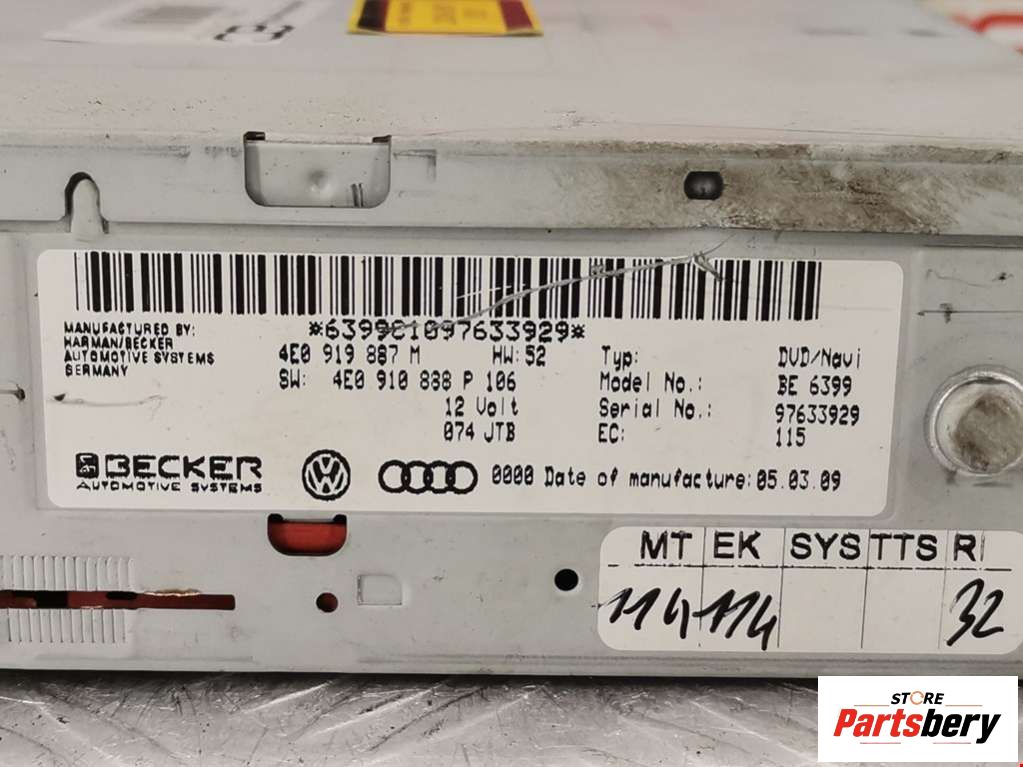 *6399C1097633929*
MANUFACTURED BY:
HARMAN/BECKER
AUTOMOTIVE SYSTEMS
GERMANY
4E0 919 887 M HW: 52
SW: 4E0 910 888 P 106
12 Volt
074 JTB
Typ: DVD/Navi
Model No.: BE 6399
Serial No.: 97633929
EC: 115
BECKER
AUTOMOTIVE SYSTEMS
0000 Date of manufacture: 05.03.09
MT EK SYS TTS R
114 114 32
STORE
Partsbery